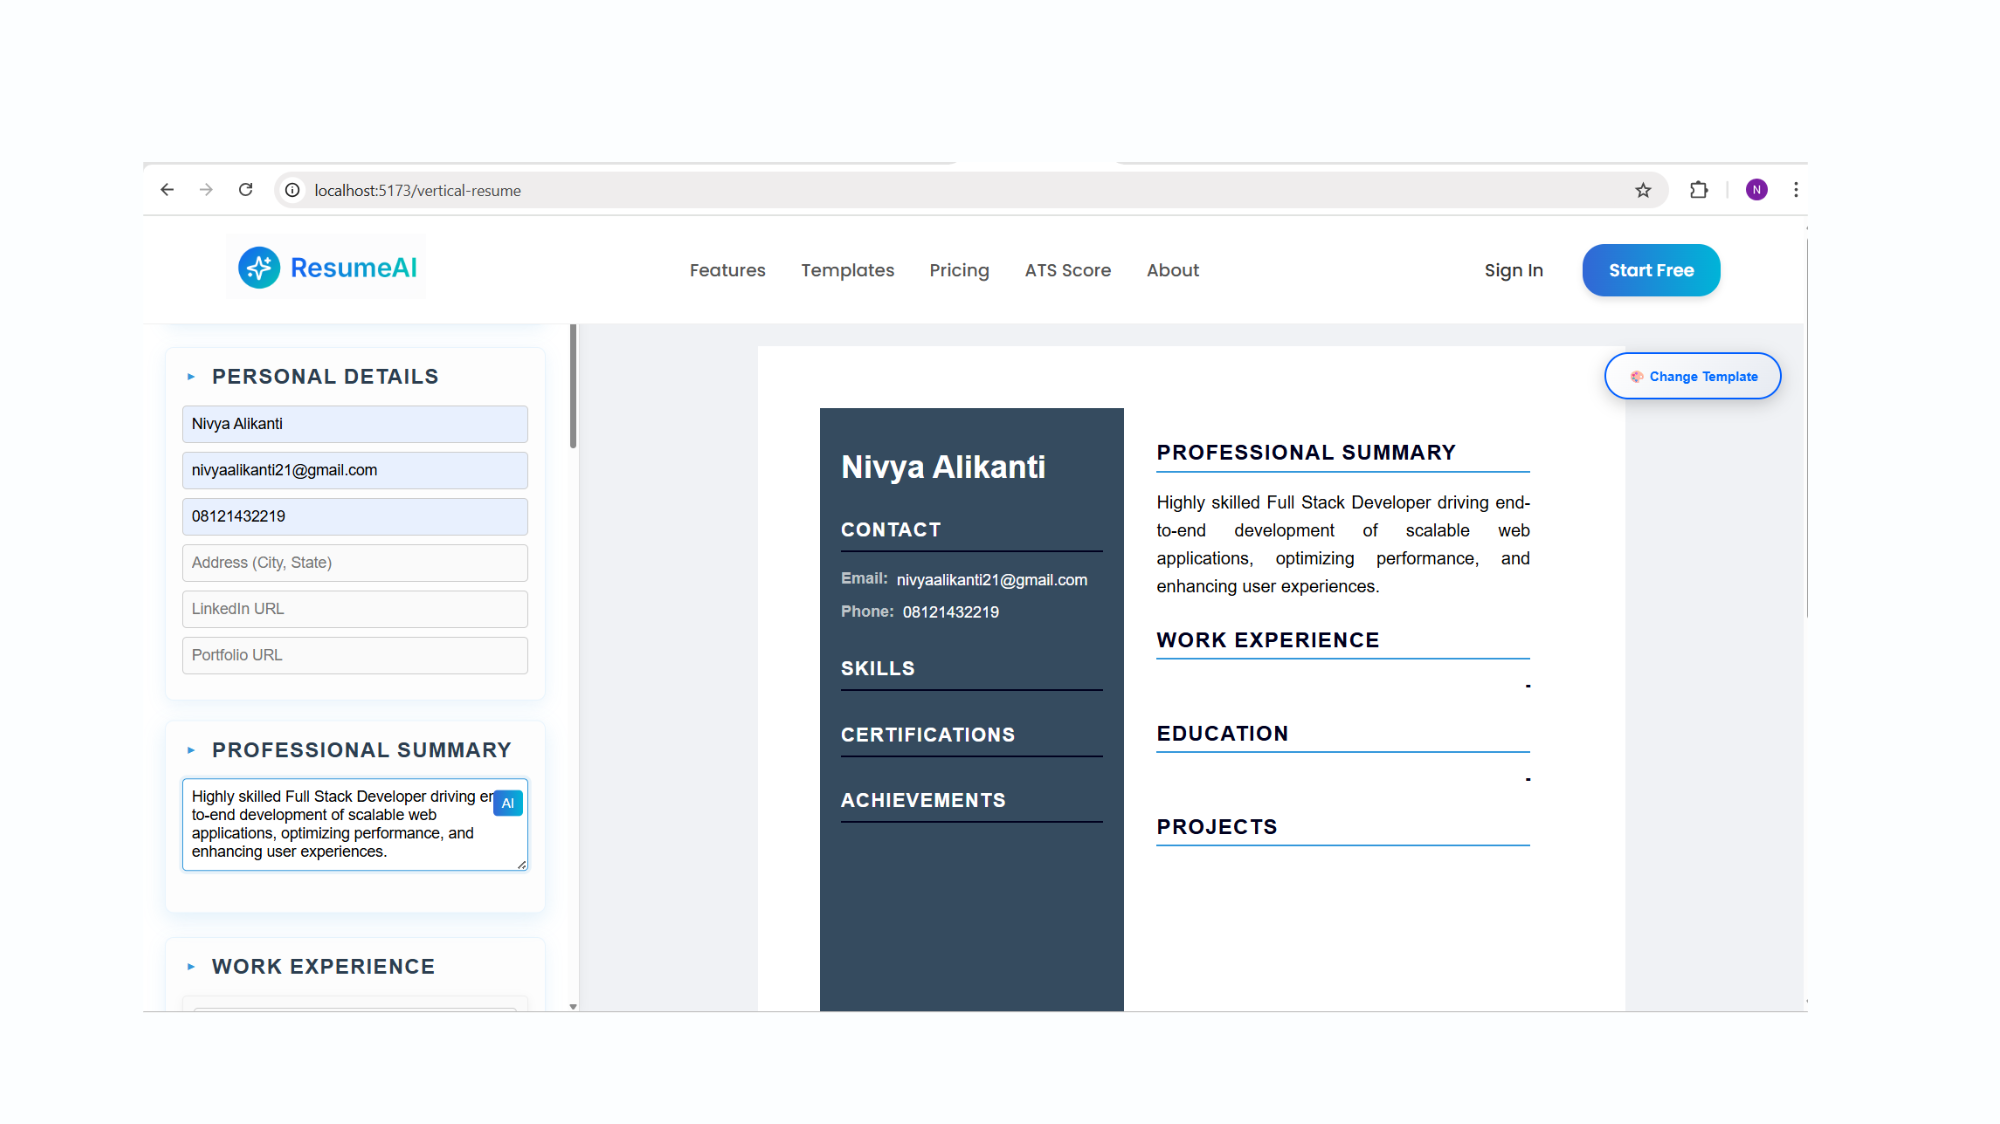 localhost:5173/vertical-resume
N
ResumeAI
Features Templates Pricing ATS Score About
Sign In
Start Free
PERSONAL DETAILS
Nivya Alikanti
nivyaalikanti21@gmail.com
08121432219
Address (City, State)
LinkedIn URL
Portfolio URL
PROFESSIONAL SUMMARY
Highly skilled Full Stack Developer driving
AI
to-end development of scalable web
applications, optimizing performance, and
enhancing user experiences.
WORK EXPERIENCE
Change Template
Nivya Alikanti
CONTACT
Email: nivyaalikanti21@gmail.com
Phone: 08121432219
SKILLS
CERTIFICATIONS
ACHIEVEMENTS
PROFESSIONAL SUMMARY
Highly skilled Full Stack Developer driving end-
to-end development of scalable web
applications, optimizing performance, and
enhancing user experiences.
WORK EXPERIENCE
-
EDUCATION
-
PROJECTS